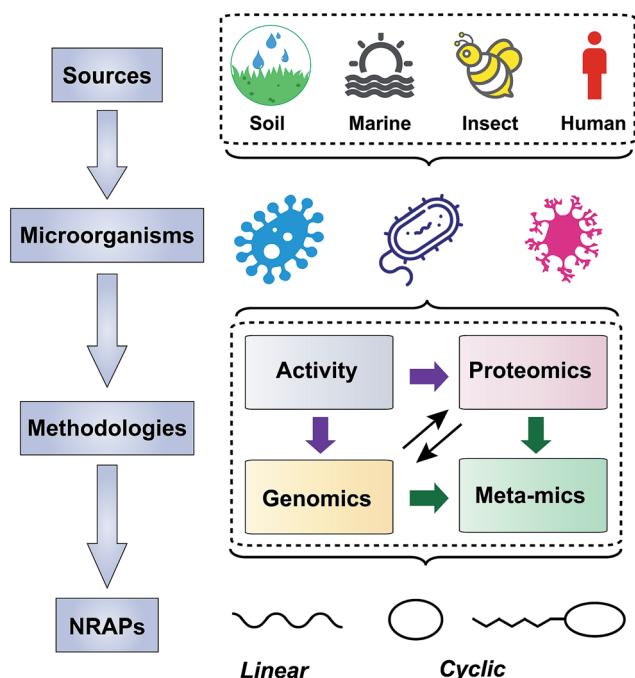 Sources
Soil Marine Insect Human
Microorganisms
Methodologies
Activity Proteomics
Genomics Meta-mics
NRAPs
Linear Cyclic